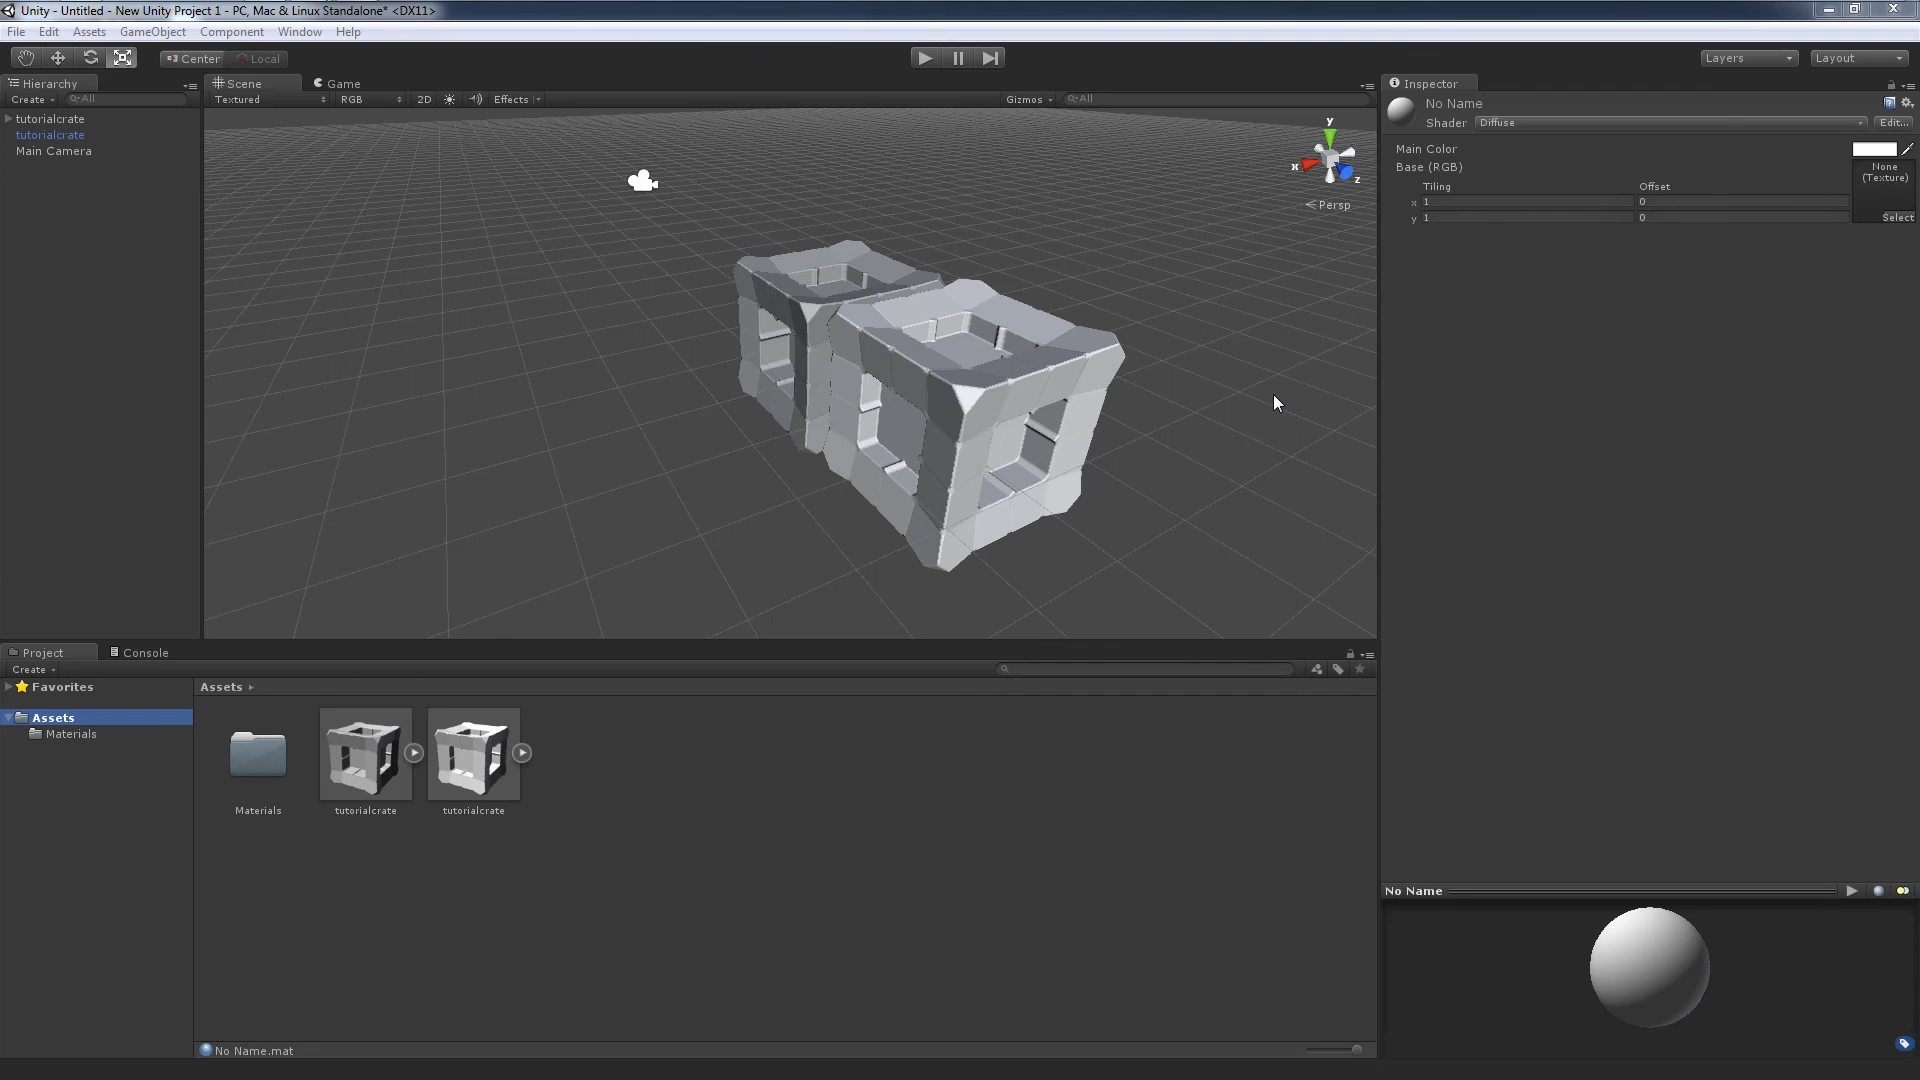 Unity - Untitled - New Unity Project 1 - PC, Mac & Linux Standalone* <DX11>
File Edit Assets GameObject Component Window Help
Center Local
Layers Layout
Hierarchy
Create All
tutorialcrate
tutorialcrate
Main Camera
Scene Game
Textured RGB 2D Effects Gizmos All
y
x
z
Persp
Inspector
No Name
Shader Diffuse Edit...
Main Color
Base (RGB)
None
(Texture)
Tiling Offset
x 1 0
y 1 0
Select
Project Console
Create
Favorites
Assets
Materials
Assets
Materials
tutorialcrate
tutorialcrate
No Name.mat
No Name